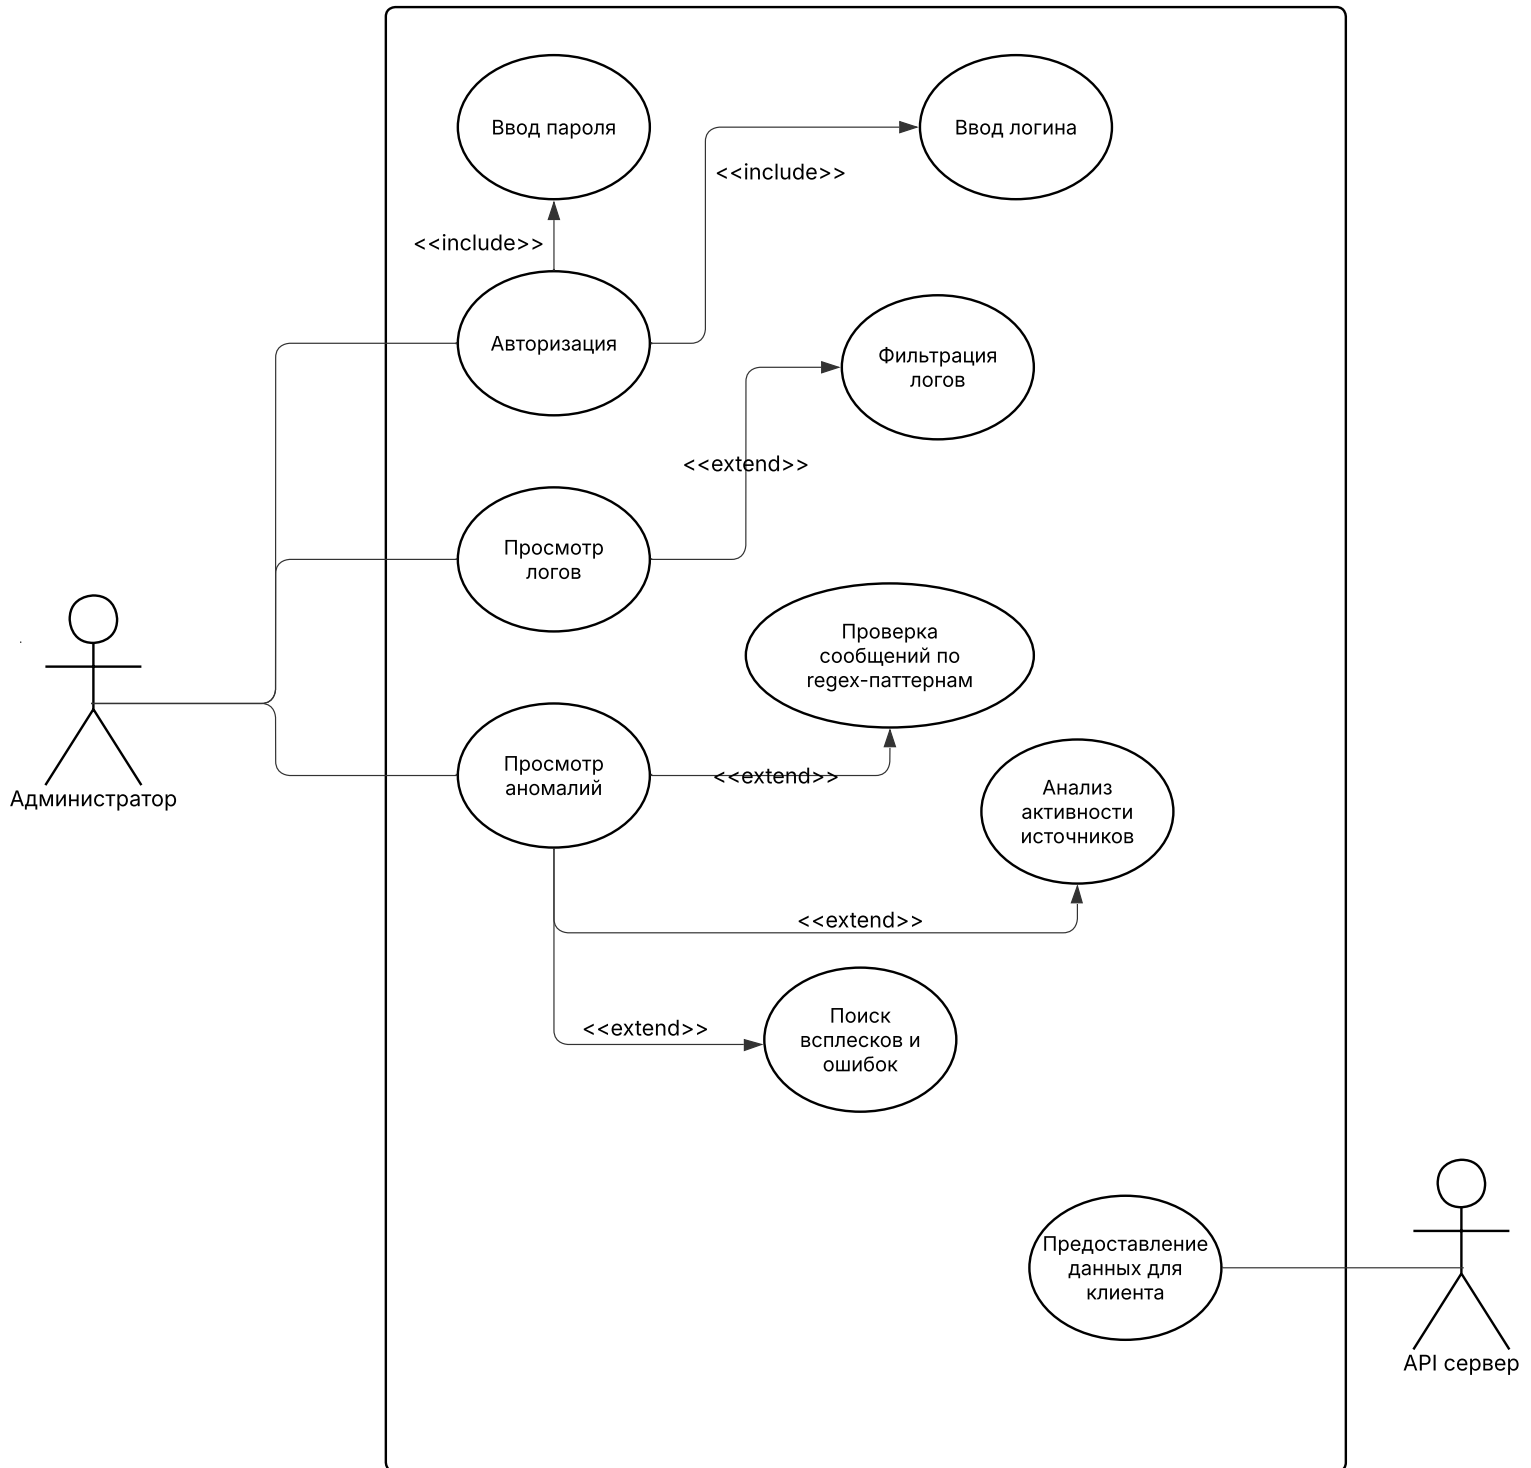 Ввод пароля
Ввод логина
<<include>>
<<include>>
Авторизация
Фильтрация
логов
<<extend>>
Просмотр
логов
Проверка
сообщений по
regex-паттернам
Просмотр
аномалий
<<extend>>
Анализ
активности
источников
Администратор
<<extend>>
Поиск
всплесков и
ошибок
<<extend>>
Предоставление
данных для
клиента
API сервер